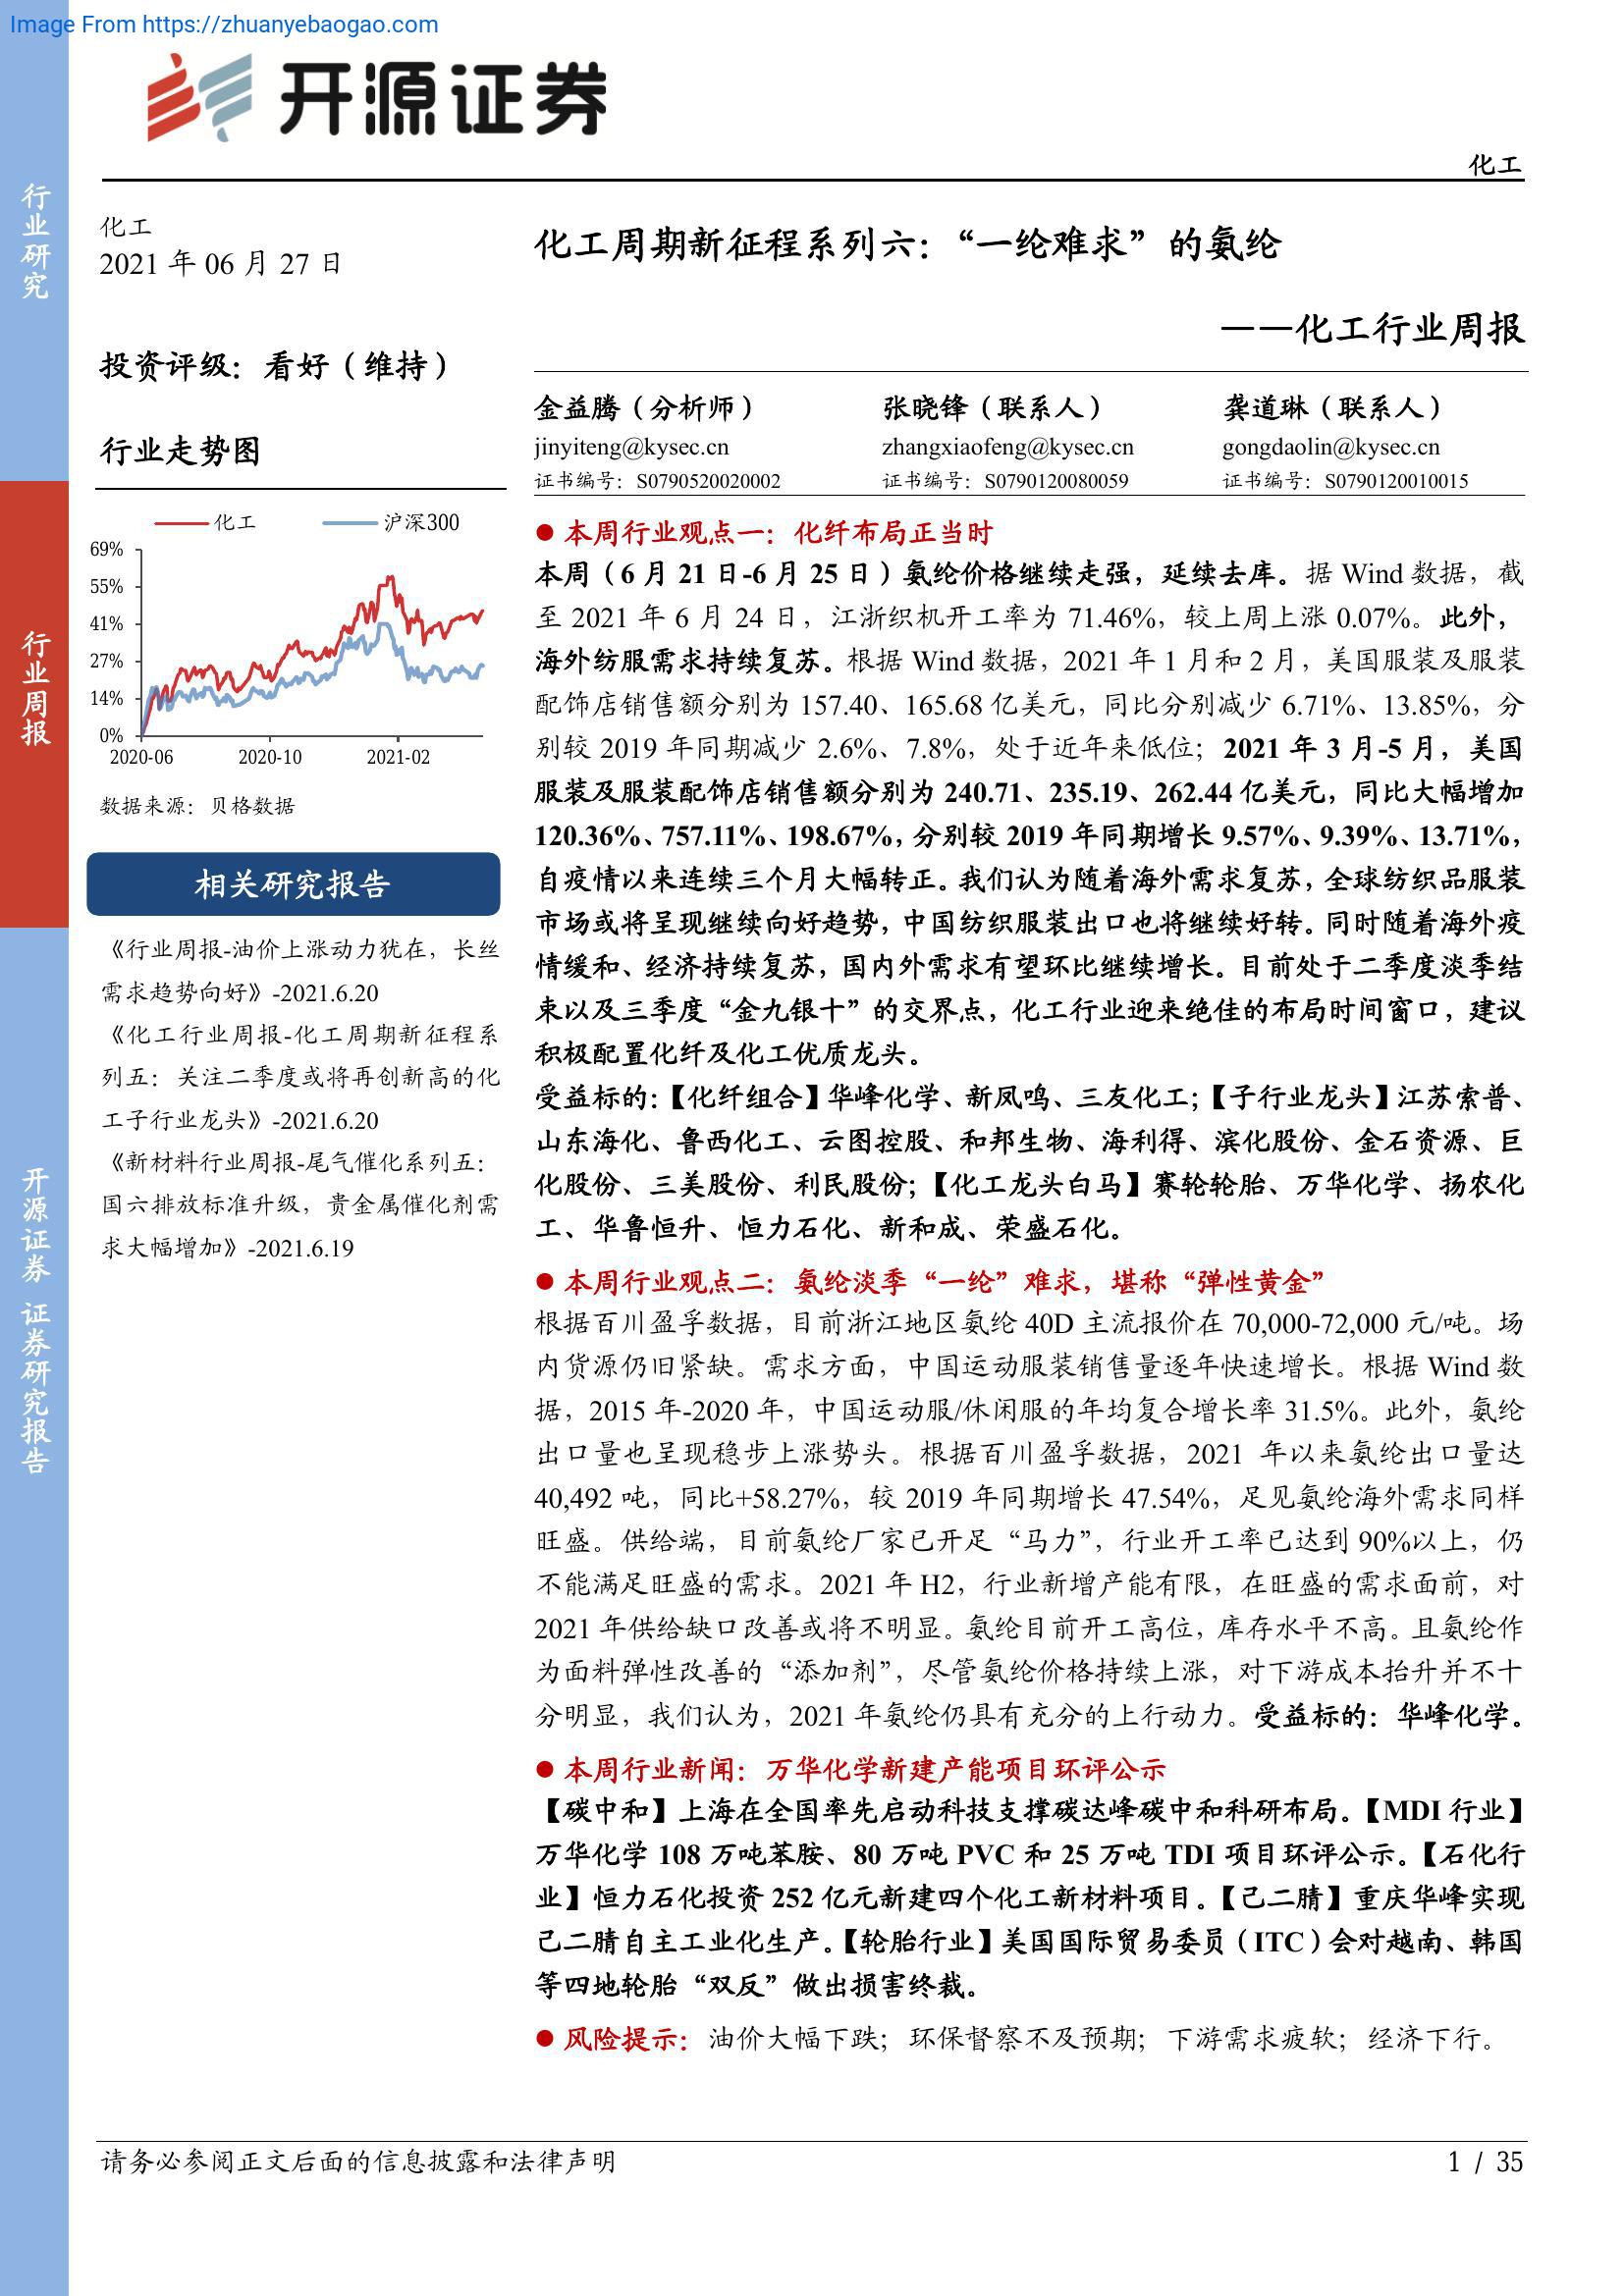 Image From https://zhuanyebaogao.com
开源证券
化工
行业研究
行业周报
开源证券 证券研究报告
化工
2021 年 06 月 27 日
投资评级：看好（维持）
行业走势图
化工 沪深300
69%
55%
41%
27%
14%
0%
2020-06 2020-10 2021-02
数据来源：贝格数据
相关研究报告
《行业周报-油价上涨动力犹在，长丝
需求趋势向好》-2021.6.20
《化工行业周报-化工周期新征程系
列五：关注二季度或将再创新高的化
工子行业龙头》-2021.6.20
《新材料行业周报-尾气催化系列五：
国六排放标准升级，贵金属催化剂需
求大幅增加》-2021.6.19
化工周期新征程系列六：“一纶难求”的氨纶
——化工行业周报
金益腾（分析师） 张晓锋（联系人） 龚道琳（联系人）
jinyiteng@kysec.cn zhangxiaofeng@kysec.cn gongdaolin@kysec.cn
证书编号：S0790520020002 证书编号：S0790120080059 证书编号：S0790120010015
● 本周行业观点一：化纤布局正当时
本周（6 月 21 日-6 月 25 日）氨纶价格继续走强，延续去库。据 Wind 数据，截
至 2021 年 6 月 24 日，江浙织机开工率为 71.46%，较上周上涨 0.07%。此外，
海外纺服需求持续复苏。根据 Wind 数据，2021 年 1 月和 2 月，美国服装及服装
配饰店销售额分别为 157.40、165.68 亿美元，同比分别减少 6.71%、13.85%，分
别较 2019 年同期减少 2.6%、7.8%，处于近年来低位；2021 年 3 月-5 月，美国
服装及服装配饰店销售额分别为 240.71、235.19、262.44 亿美元，同比大幅增加
120.36%、757.11%、198.67%，分别较 2019 年同期增长 9.57%、9.39%、13.71%，
自疫情以来连续三个月大幅转正。我们认为随着海外需求复苏，全球纺织品服装
市场或将呈现继续向好趋势，中国纺织服装出口也将继续好转。同时随着海外疫
情缓和、经济持续复苏，国内外需求有望环比继续增长。目前处于二季度淡季结
束以及三季度“金九银十”的交界点，化工行业迎来绝佳的布局时间窗口，建议
积极配置化纤及化工优质龙头。
受益标的：【化纤组合】华峰化学、新凤鸣、三友化工；【子行业龙头】江苏索普、
山东海化、鲁西化工、云图控股、和邦生物、海利得、滨化股份、金石资源、巨
化股份、三美股份、利民股份；【化工龙头白马】赛轮轮胎、万华化学、扬农化
工、华鲁恒升、恒力石化、新和成、荣盛石化。
● 本周行业观点二：氨纶淡季“一纶”难求，堪称“弹性黄金”
根据百川盈孚数据，目前浙江地区氨纶 40D 主流报价在 70,000-72,000 元/吨。场
内货源仍旧紧缺。需求方面，中国运动服装销售量逐年快速增长。根据 Wind 数
据，2015 年-2020 年，中国运动服/休闲服的年均复合增长率 31.5%。此外，氨纶
出口量也呈现稳步上涨势头。根据百川盈孚数据，2021 年以来氨纶出口量达
40,492 吨，同比+58.27%，较 2019 年同期增长 47.54%，足见氨纶海外需求同样
旺盛。供给端，目前氨纶厂家已开足“马力”，行业开工率已达到 90%以上，仍
不能满足旺盛的需求。2021 年 H2，行业新增产能有限，在旺盛的需求面前，对
2021 年供给缺口改善或将不明显。氨纶目前开工高位，库存水平不高。且氨纶作
为面料弹性改善的“添加剂”，尽管氨纶价格持续上涨，对下游成本抬升并不十
分明显，我们认为，2021 年氨纶仍具有充分的上行动力。受益标的：华峰化学。
● 本周行业新闻：万华化学新建产能项目环评公示
【碳中和】上海在全国率先启动科技支撑碳达峰碳中和科研布局。【MDI 行业】
万华化学 108 万吨苯胺、80 万吨 PVC 和 25 万吨 TDI 项目环评公示。【石化行
业】恒力石化投资 252 亿元新建四个化工新材料项目。【己二腈】重庆华峰实现
己二腈自主工业化生产。【轮胎行业】美国国际贸易委员（ITC）会对越南、韩国
等四地轮胎“双反”做出损害终裁。
● 风险提示：油价大幅下跌；环保督察不及预期；下游需求疲软；经济下行。
请务必参阅正文后面的信息披露和法律声明 1 / 35